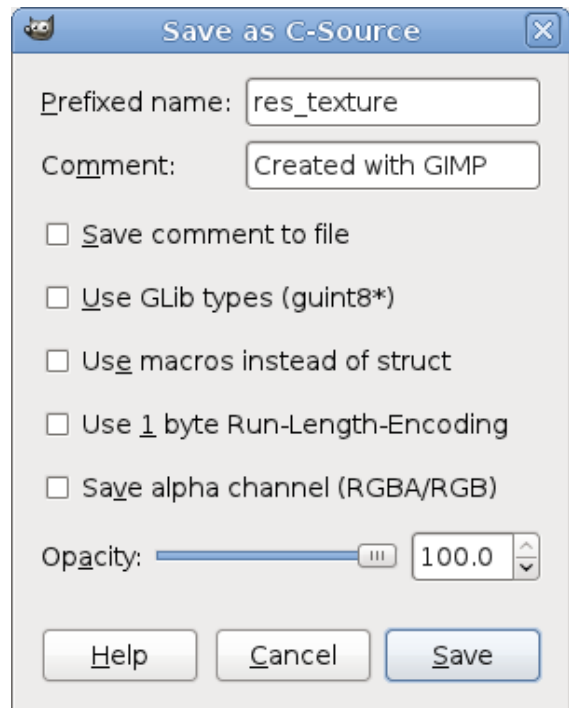 Save as C-Source
Prefixed name: res_texture
Comment: Created with GIMP
Save comment to file
Use GLib types (guint8*)
Use macros instead of struct
Use 1 byte Run-Length-Encoding
Save alpha channel (RGBA/RGB)
Opacity: 100.0
Help Cancel Save